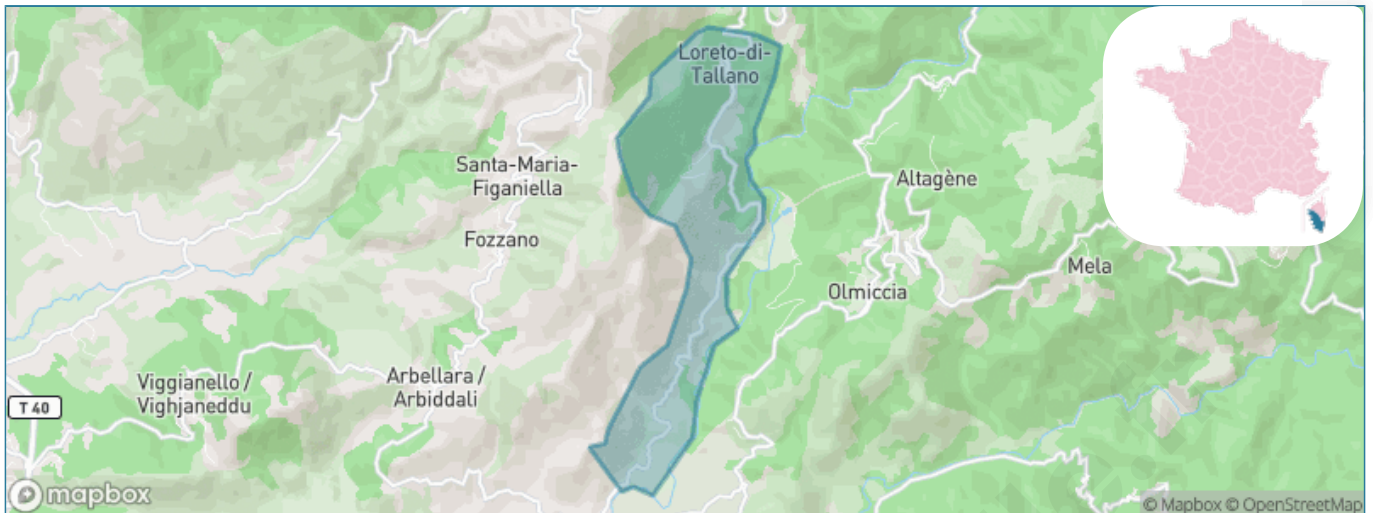 Loreto-di-
Tallano
Santa-Maria-
Figaniella
Altagène
Fozzano
Mela
Olmiccia
Viggianello /
Vighjaneddu
Arbellara /
Arbiddali
T 40
mapbox
© Mapbox © OpenStreetMap